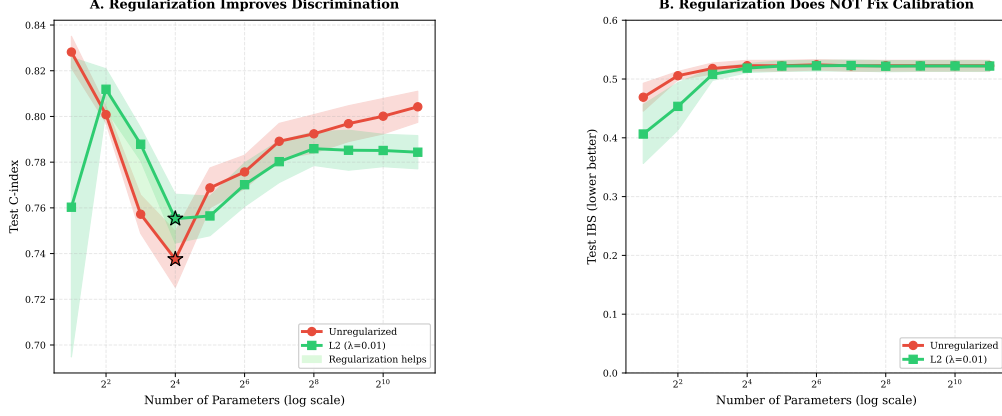 A. Regularization Improves Discrimination
0.84
0.82
0.80
0.78
0.76
0.74
0.72
0.70
Test C-index
2² 2⁴ 2⁶ 2⁸ 2¹⁰
Number of Parameters (log scale)
Unregularized
L2 (λ=0.01)
Regularization helps
B. Regularization Does NOT Fix Calibration
0.6
0.5
0.4
0.3
0.2
0.1
0.0
Test IBS (lower better)
2² 2⁴ 2⁶ 2⁸ 2¹⁰
Number of Parameters (log scale)
Unregularized
L2 (λ=0.01)